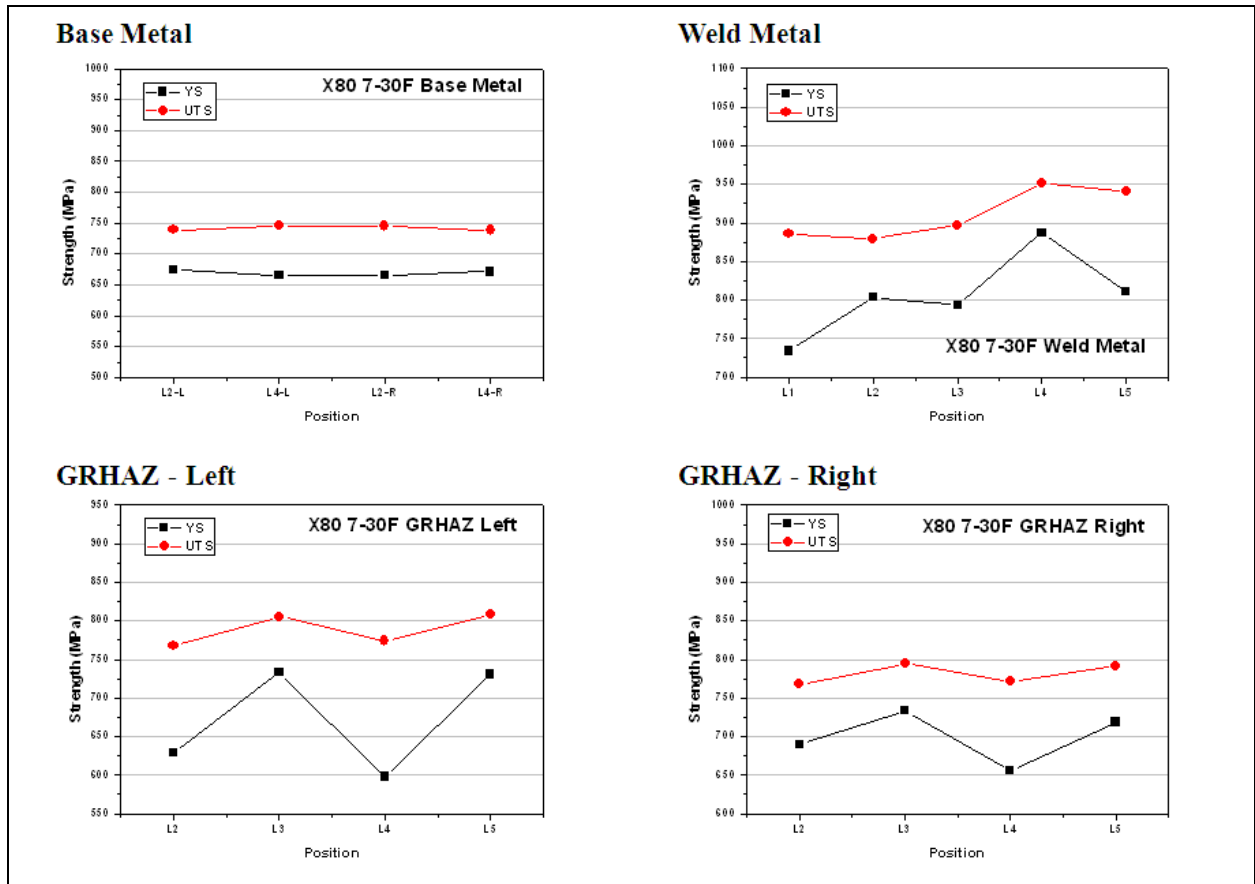 Base Metal
X80 7-30F Base Metal
YS
UTS
1000
950
900
850
800
750
700
650
600
550
500
Strength (MPa)
L2-L
L4-L
L2-R
L4-R
Position
Weld Metal
YS
UTS
1100
1050
1000
950
900
850
800
750
700
Strength (MPa)
X80 7-30F Weld Metal
L1
L2
L3
L4
L5
Position
GRHAZ - Left
X80 7-30F GRHAZ Left
YS
UTS
950
900
850
800
750
700
650
600
550
Strength (MPa)
L2
L3
L4
L5
Position
GRHAZ - Right
X80 7-30F GRHAZ Right
YS
UTS
1000
950
900
850
800
750
700
650
600
Strength (MPa)
L2
L3
L4
L5
Position